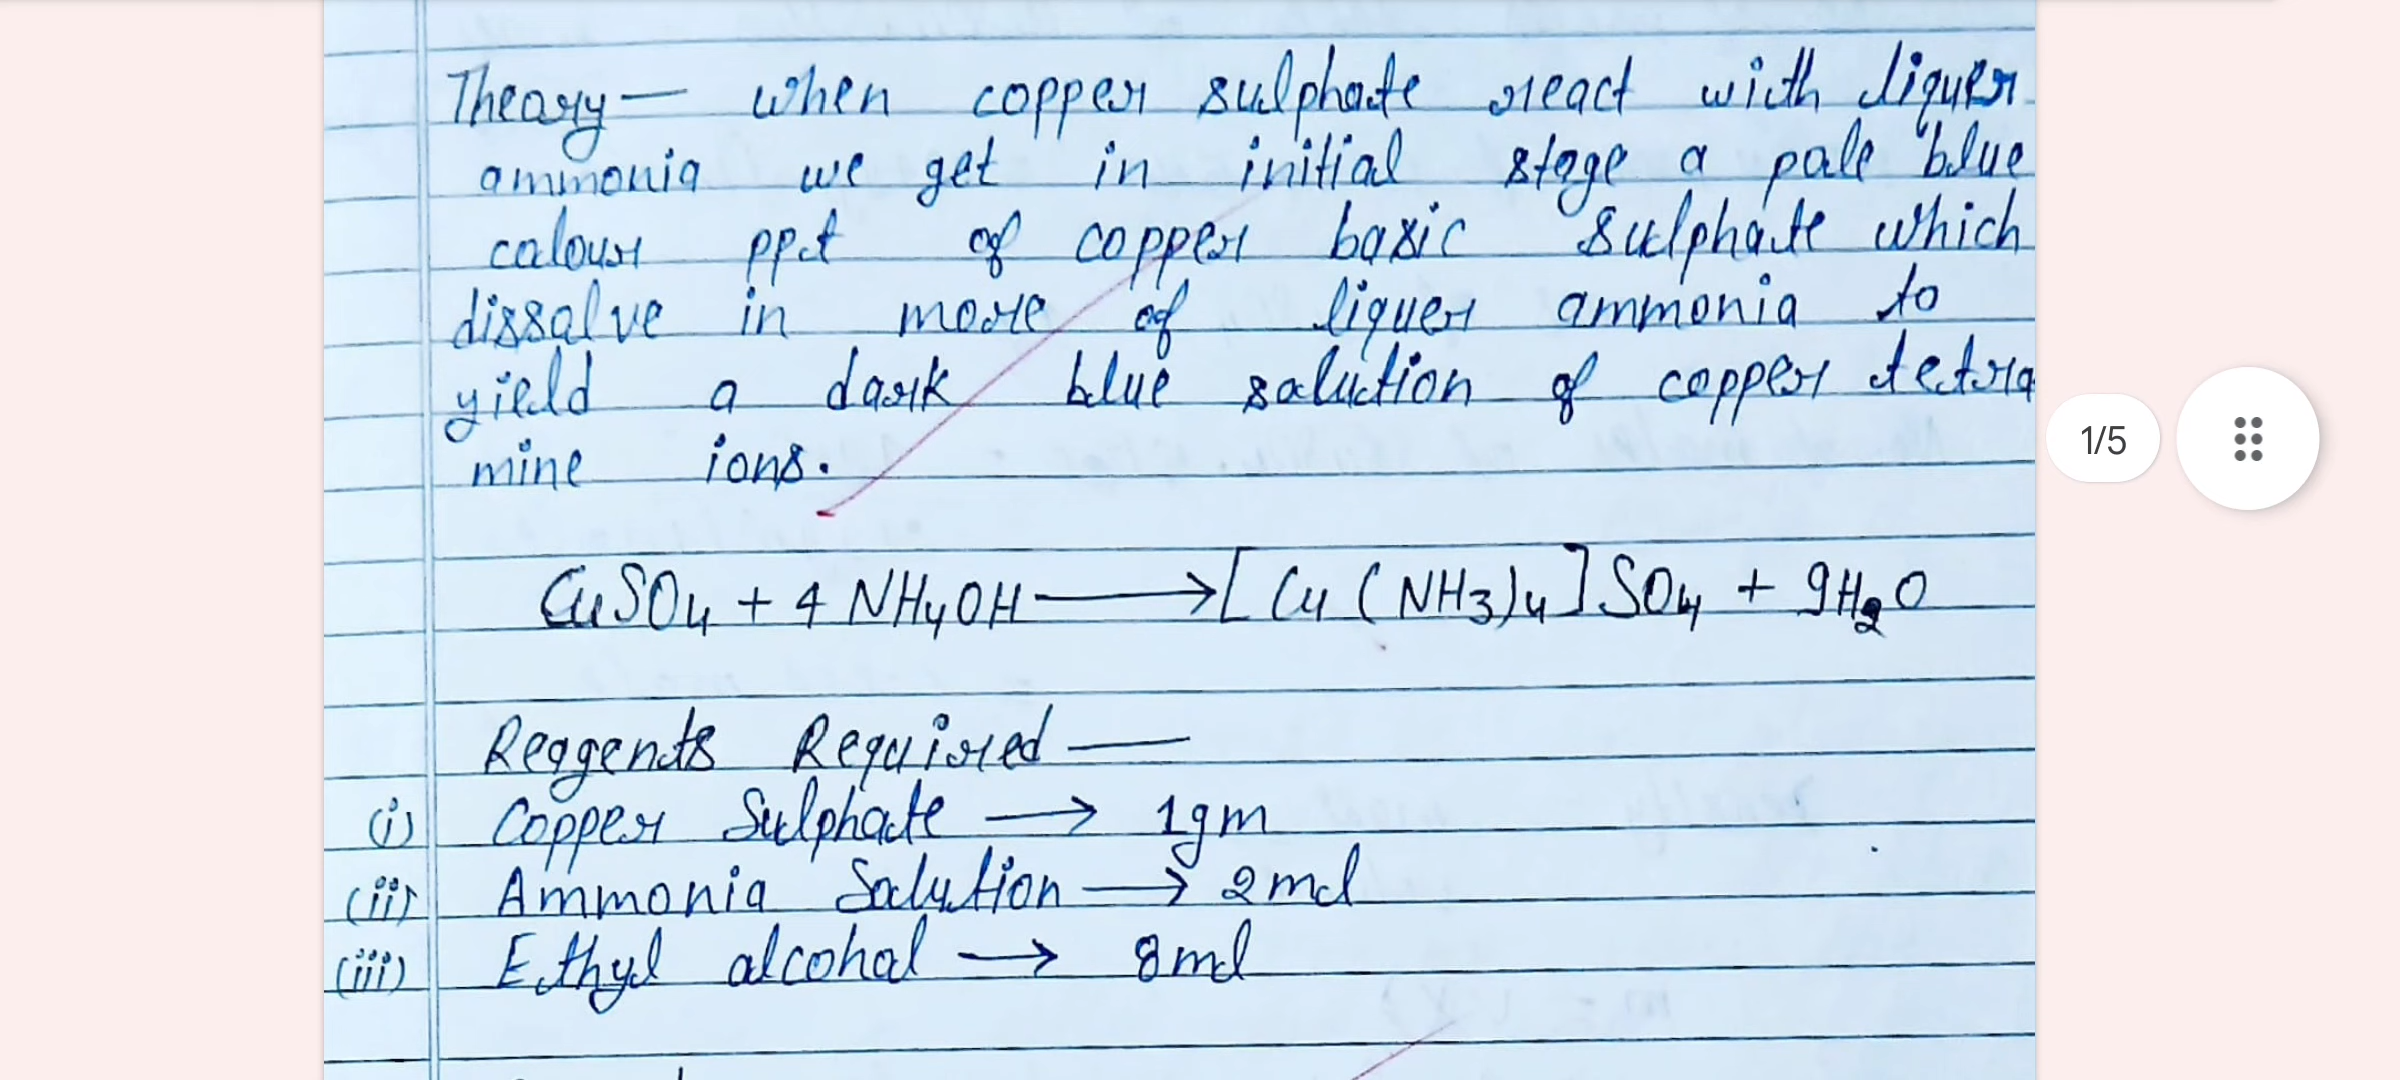 Theory — when copper sulphate react with liquer
ammonia we get in initial stage a pale blue
colour ppt of copper basic sulphate which
dissolve in more of liquer ammonia to
yield a dark blue solution of copper tetra
mine ions.
CuSO4 + 4 NH4OH ⟶ [Cu(NH3)4]SO4 + 9H2O
Reagents Required —
(i) Copper Sulphate → 1gm
(ii) Ammonia Solution → 2ml
(iii) Ethyl alcohol → 8ml
1/5